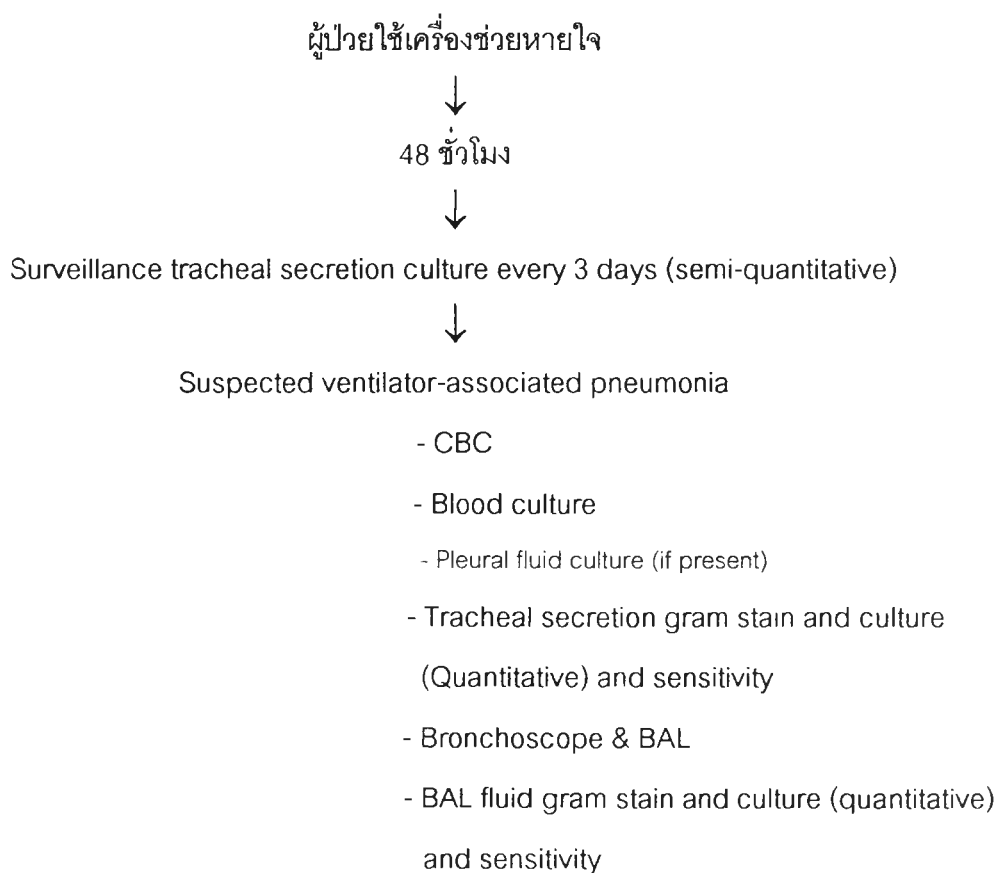 ผู้ป่วยใช้เครื่องช่วยหายใจ
↓
48 ชั่วโมง
↓
Surveillance tracheal secretion culture every 3 days (semi-quantitative)
↓
Suspected ventilator-associated pneumonia
- CBC
- Blood culture
- Pleural fluid culture (if present)
- Tracheal secretion gram stain and culture
(Quantitative) and sensitivity
- Bronchoscope & BAL
- BAL fluid gram stain and culture (quantitative)
and sensitivity